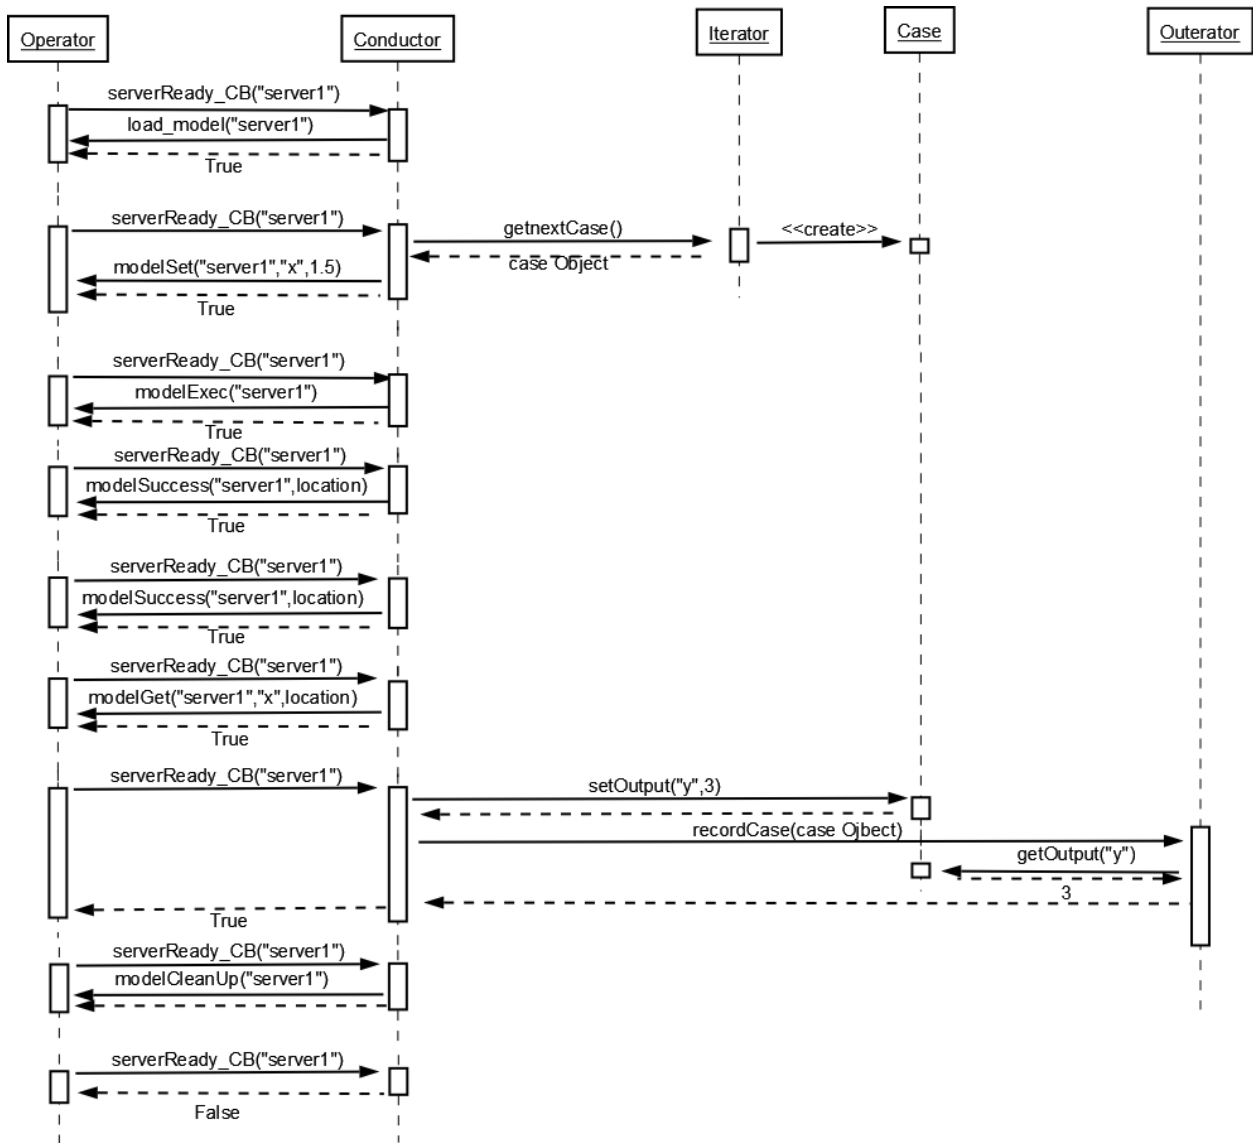 Operator
Conductor
Iterator
Case
Outerator
serverReady_CB("server1")
load_model("server1")
True
serverReady_CB("server1")
getnextCase()
<<create>>
case Object
modelSet("server1","x",1.5)
True
serverReady_CB("server1")
modelExec("server1")
True
serverReady_CB("server1")
modelSuccess("server1",location)
True
serverReady_CB("server1")
modelSuccess("server1",location)
True
serverReady_CB("server1")
modelGet("server1","x",location)
True
serverReady_CB("server1")
setOutput("y",3)
recordCase(case Ojbect)
getOutput("y")
3
True
serverReady_CB("server1")
modelCleanUp("server1")
serverReady_CB("server1")
False